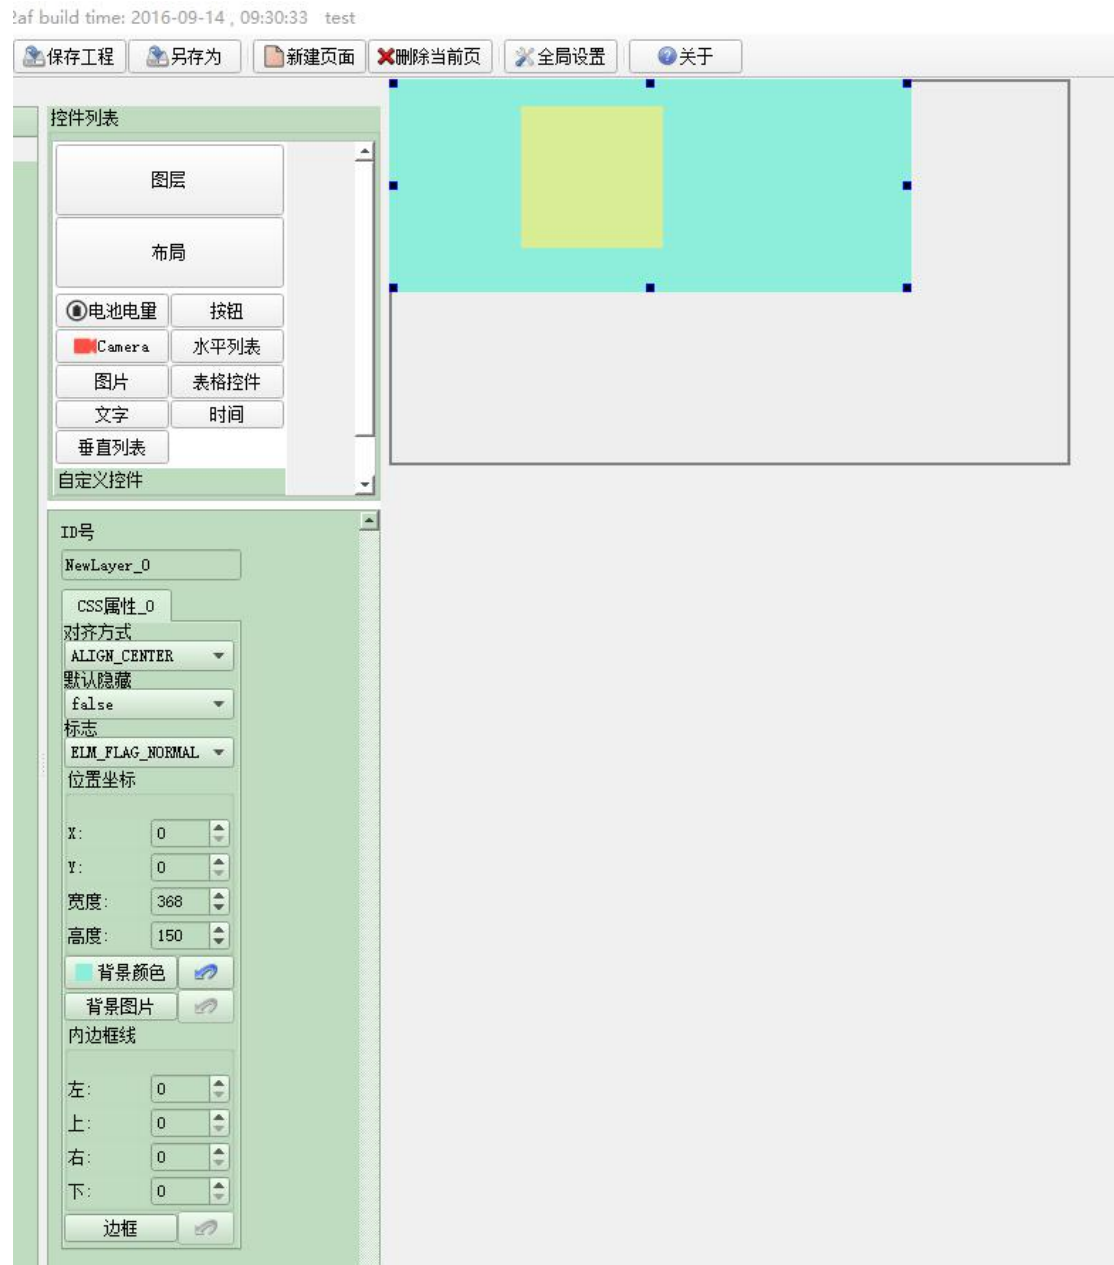 2af build time: 2016-09-14 , 09:30:33 test
保存工程 另存为 新建页面 删除当前页 全局设置 关于
控件列表
图层
布局
电池电量 按钮
Camera 水平列表
图片 表格控件
文字 时间
垂直列表
自定义控件
ID号
NewLayer_0
CSS属性_0
对齐方式
ALIGN_CENTER
默认隐藏
false
标志
ELM_FLAG_NORMAL
位置坐标
X: 0
Y: 0
宽度: 368
高度: 150
背景颜色
背景图片
内边框线
左: 0
上: 0
右: 0
下: 0
边框